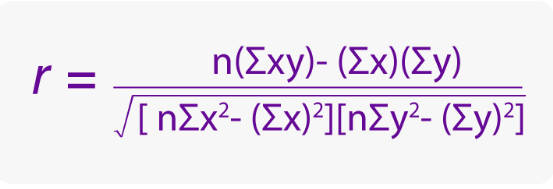 r = n(Σxy)- (Σx)(Σy)
√[ nΣx²- (Σx)²][nΣy²- (Σy)²]